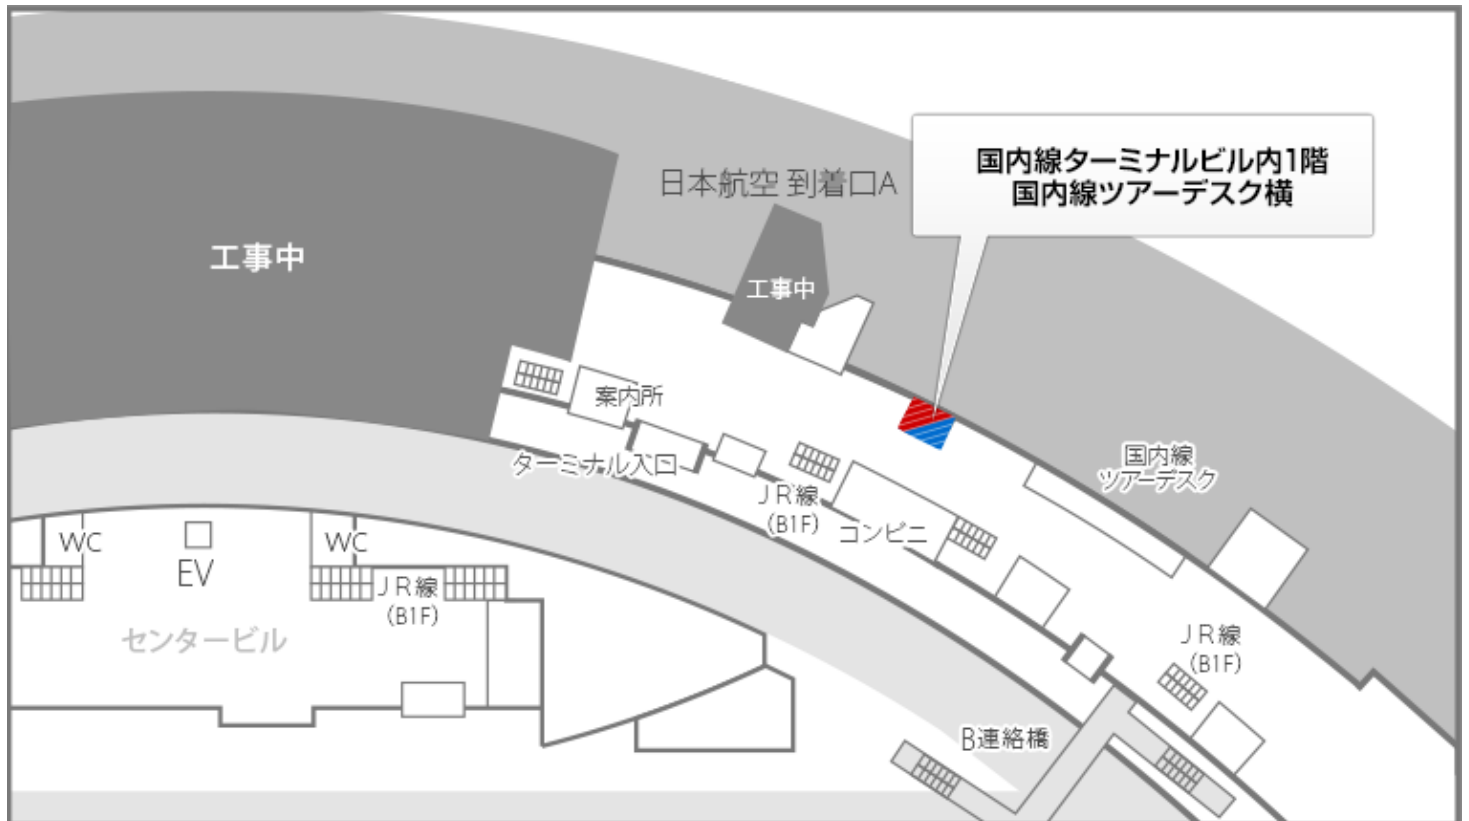 国内線ターミナルビル内1階
国内線ツアーデスク横
日本航空 到着口A
工事中
工事中
案内所
ターミナル入口
国内線
ツアーデスク
JR線
(B1F)
コンビニ
WC
EV
WC
JR線
(B1F)
センタービル
JR線
(B1F)
B連絡橋